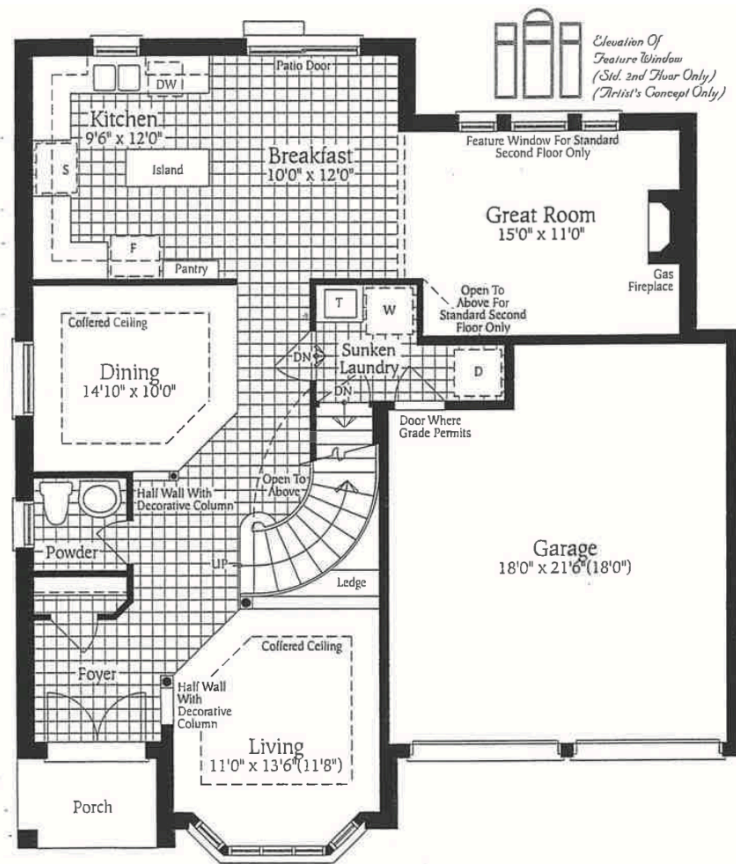 Elevation Of
Feature Window
(Std. 2nd Floor Only)
(Artist's Concept Only)
Patio Door
DW
Kitchen
9'6" x 12'0"
S
Island
Breakfast
10'0" x 12'0"
Feature Window For Standard
Second Floor Only
Great Room
15'0" x 11'0"
Gas
Fireplace
F
Pantry
Open To
Above For
Standard Second
Floor Only
T
W
Coffered Ceiling
Dining
14'10" x 10'0"
DN
Sunken
Laundry
D
DN
Door Where
Grade Permits
Open To
Above
Half Wall With
Decorative Column
Powder
UP
Ledge
Garage
18'0" x 21'6"(18'0")
Foyer
Coffered Ceiling
Half Wall
With
Decorative
Column
Living
11'0" x 13'6"(11'8")
Porch